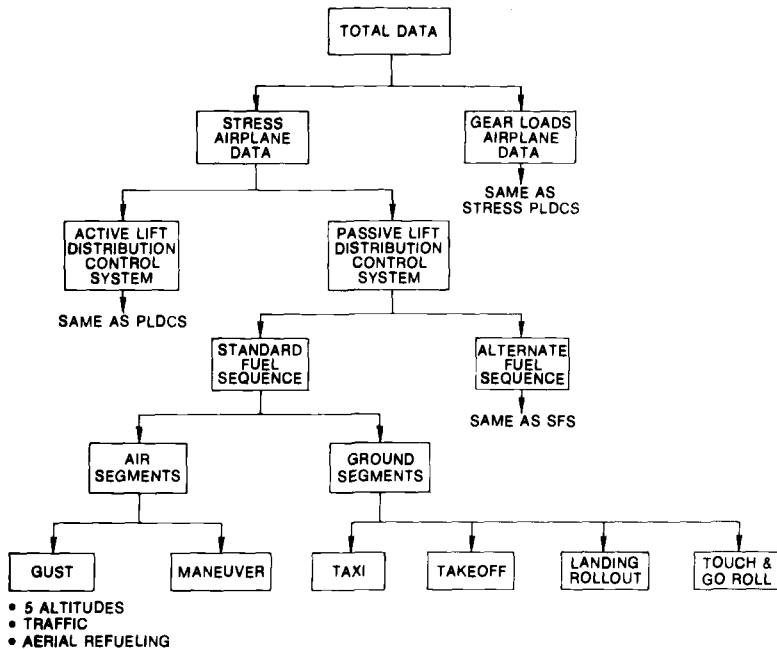 TOTAL DATA
STRESS
AIRPLANE
DATA
GEAR LOADS
AIRPLANE
DATA
SAME AS
STRESS PLDCS
ACTIVE LIFT
DISTRIBUTION
CONTROL
SYSTEM
SAME AS PLDCS
PASSIVE LIFT
DISTRIBUTION
CONTROL
SYSTEM
STANDARD
FUEL
SEQUENCE
ALTERNATE
FUEL
SEQUENCE
SAME AS SFS
AIR
SEGMENTS
GROUND
SEGMENTS
GUST
• 5 ALTITUDES
• TRAFFIC
• AERIAL REFUELING
MANEUVER
TAXI
TAKEOFF
LANDING
ROLLOUT
TOUCH &
GO ROLL